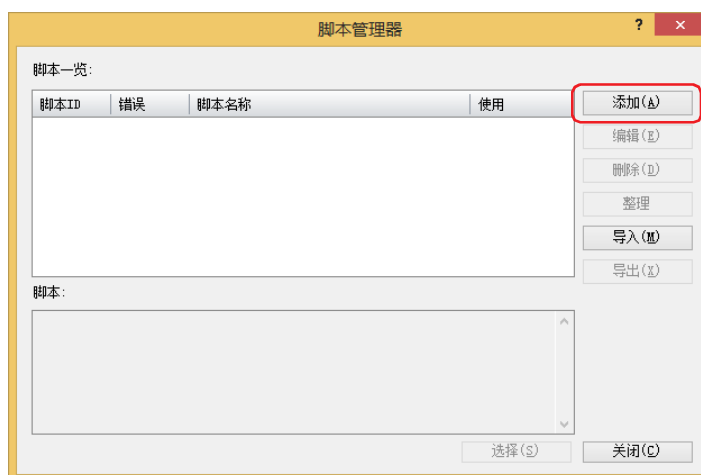 脚本管理器
?
×
脚本一览:
脚本ID 错误 脚本名称 使用
添加(A)
编辑(E)
删除(D)
整理
导入(M)
导出(X)
脚本:
选择(S)
关闭(C)